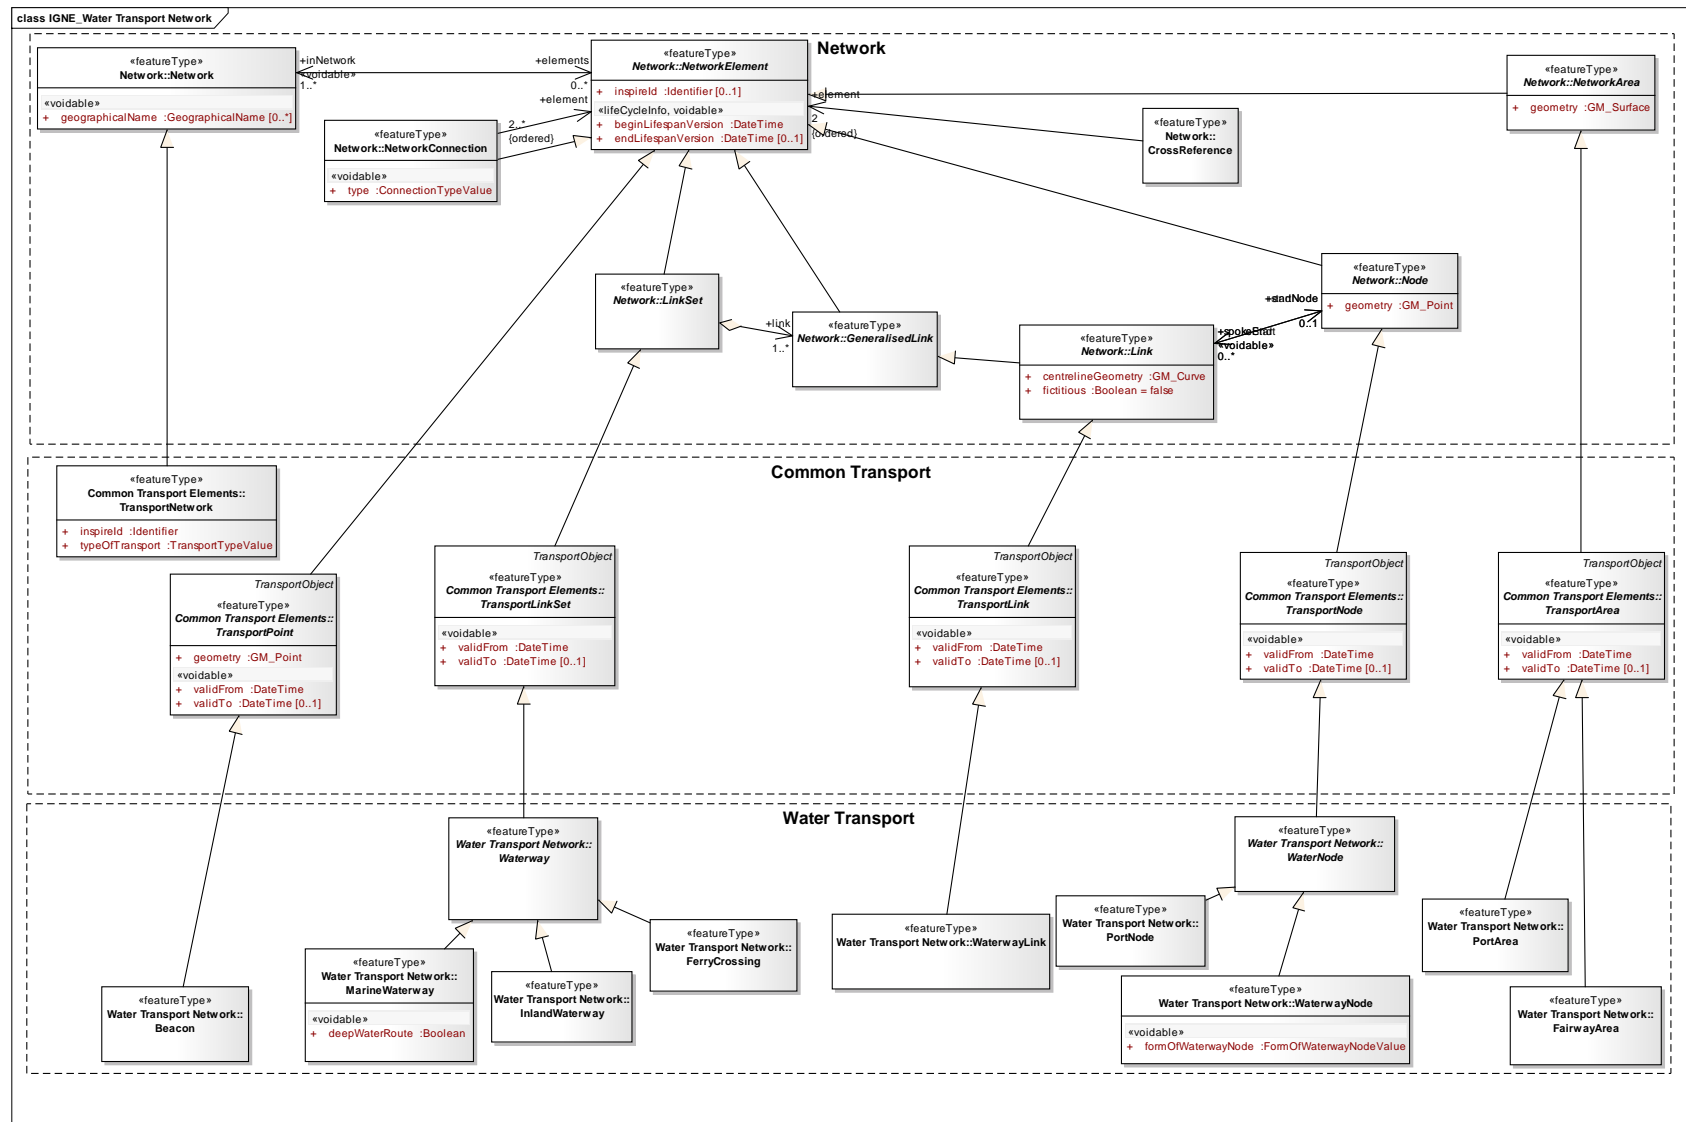 class IGNE_Water Transport Network
Network
«featureType»
Network::Network
«voidable»
+ geographicalName :GeographicalName [0..*]
+inNetwork
«voidable»
1..*
+elements
0..*
«featureType»
Network::NetworkElement
+ inspireId :Identifier [0..1]
«lifeCycleInfo, voidable»
+ beginLifespanVersion :DateTime
+ endLifespanVersion :DateTime [0..1]
+element
2..*
{ordered}
«featureType»
Network::NetworkConnection
«voidable»
+ type :ConnectionTypeValue
+element
2
{ordered}
«featureType»
Network::
CrossReference
«featureType»
Network::NetworkArea
+ geometry :GM_Surface
«featureType»
Network::LinkSet
+link
1..*
«featureType»
Network::GeneralisedLink
«featureType»
Network::Link
+ centrelineGeometry :GM_Curve
+ fictitious :Boolean = false
0..1
«voidable»
0..*
«featureType»
Network::Node
+ geometry :GM_Point
Common Transport
«featureType»
Common Transport Elements::
TransportNetwork
+ inspireId :Identifier
+ typeOfTransport :TransportTypeValue
TransportObject
«featureType»
Common Transport Elements::
TransportPoint
+ geometry :GM_Point
«voidable»
+ validFrom :DateTime
+ validTo :DateTime [0..1]
TransportObject
«featureType»
Common Transport Elements::
TransportLinkSet
«voidable»
+ validFrom :DateTime
+ validTo :DateTime [0..1]
TransportObject
«featureType»
Common Transport Elements::
TransportLink
«voidable»
+ validFrom :DateTime
+ validTo :DateTime [0..1]
TransportObject
«featureType»
Common Transport Elements::
TransportNode
«voidable»
+ validFrom :DateTime
+ validTo :DateTime [0..1]
TransportObject
«featureType»
Common Transport Elements::
TransportArea
«voidable»
+ validFrom :DateTime
+ validTo :DateTime [0..1]
Water Transport
«featureType»
Water Transport Network::
Waterway
«featureType»
Water Transport Network::
WaterNode
«featureType»
Water Transport Network::
Beacon
«featureType»
Water Transport Network::
MarineWaterway
«voidable»
+ deepWaterRoute :Boolean
«featureType»
Water Transport Network::
InlandWaterway
«featureType»
Water Transport Network::
FerryCrossing
«featureType»
Water Transport Network::WaterwayLink
«featureType»
Water Transport Network::
PortNode
«featureType»
Water Transport Network::WaterwayNode
«voidable»
+ formOfWaterwayNode :FormOfWaterwayNodeValue
«featureType»
Water Transport Network::
PortArea
«featureType»
Water Transport Network::
FairwayArea